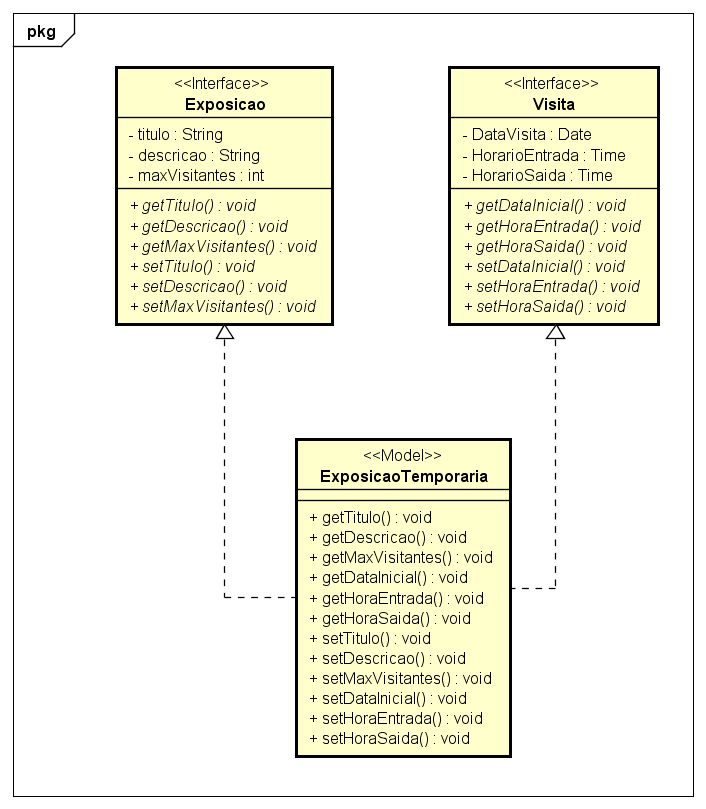 pkg
<<Interface>>
Exposicao
- titulo : String
- descricao : String
- maxVisitantes : int
+ getTitulo() : void
+ getDescricao() : void
+ getMaxVisitantes() : void
+ setTitulo() : void
+ setDescricao() : void
+ setMaxVisitantes() : void
<<Interface>>
Visita
- DataVisita : Date
- HorarioEntrada : Time
- HorarioSaida : Time
+ getDataInicial() : void
+ getHoraEntrada() : void
+ getHoraSaida() : void
+ setDataInicial() : void
+ setHoraEntrada() : void
+ setHoraSaida() : void
<<Model>>
ExposicaoTemporaria
+ getTitulo() : void
+ getDescricao() : void
+ getMaxVisitantes() : void
+ getDataInicial() : void
+ getHoraEntrada() : void
+ getHoraSaida() : void
+ setTitulo() : void
+ setDescricao() : void
+ setMaxVisitantes() : void
+ setDataInicial() : void
+ setHoraEntrada() : void
+ setHoraSaida() : void